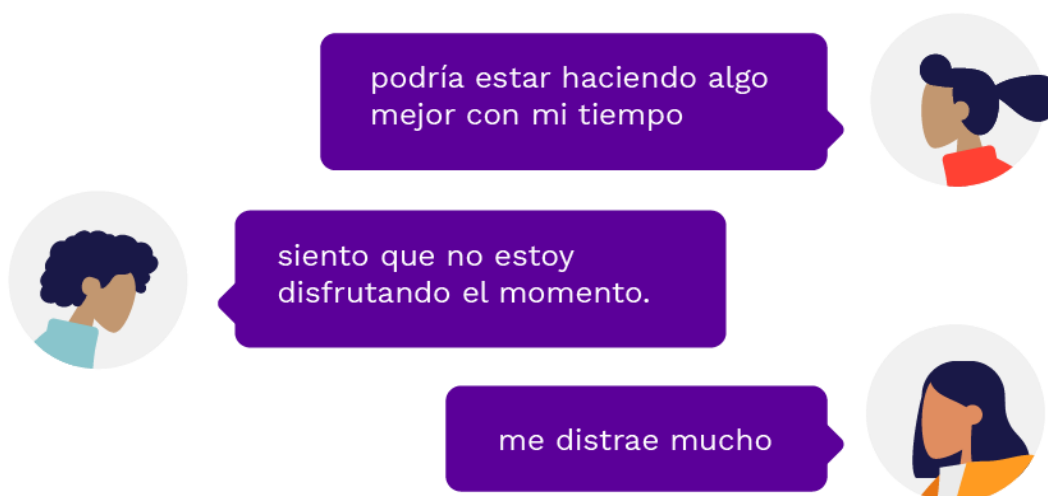 podría estar haciendo algo
mejor con mi tiempo
siento que no estoy
disfrutando el momento.
me distrae mucho